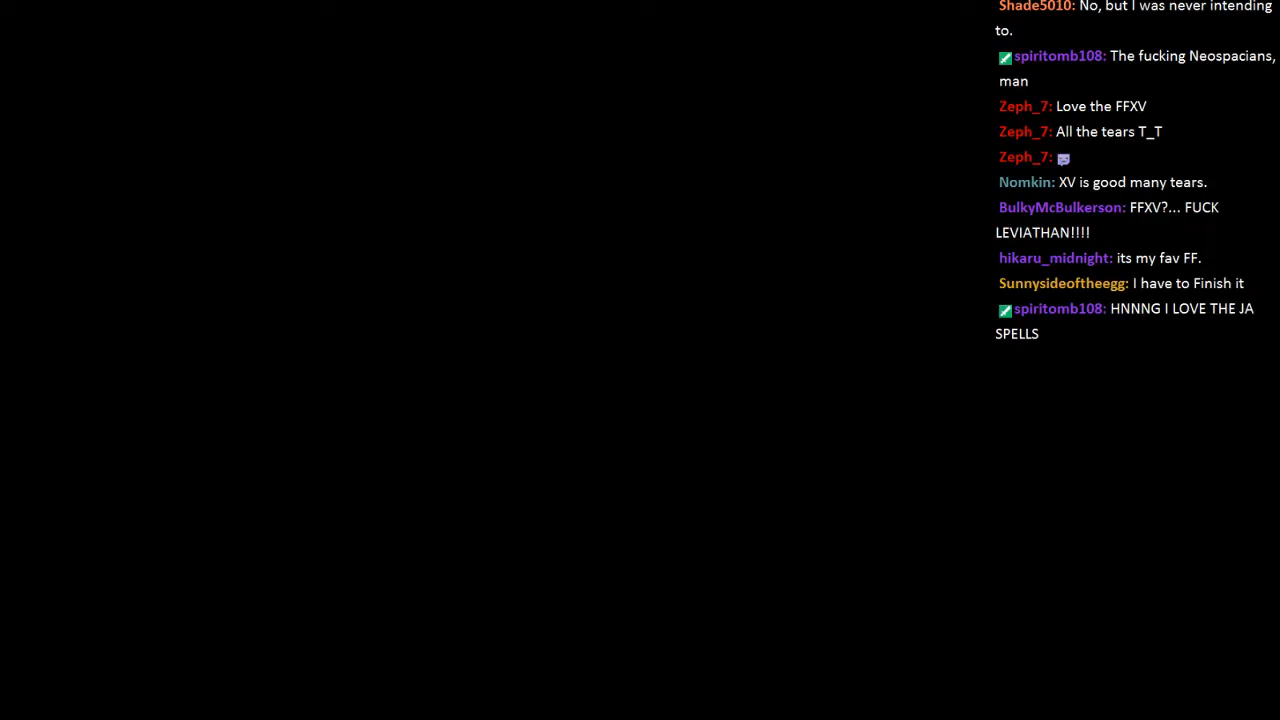 Shade5010: No, but I was never intending
to.
spiritomb108: The fucking Neospacians,
man
Zeph_7: Love the FFXV
Zeph_7: All the tears T_T
Zeph_7:
Nomkin: XV is good many tears.
BulkyMcBulkerson: FFXV?... FUCK
LEVIATHAN!!!!
hikaru_midnight: its my fav FF.
Sunnysideoftheegg: I have to Finish it
spiritomb108: HNNNG I LOVE THE JA
SPELLS